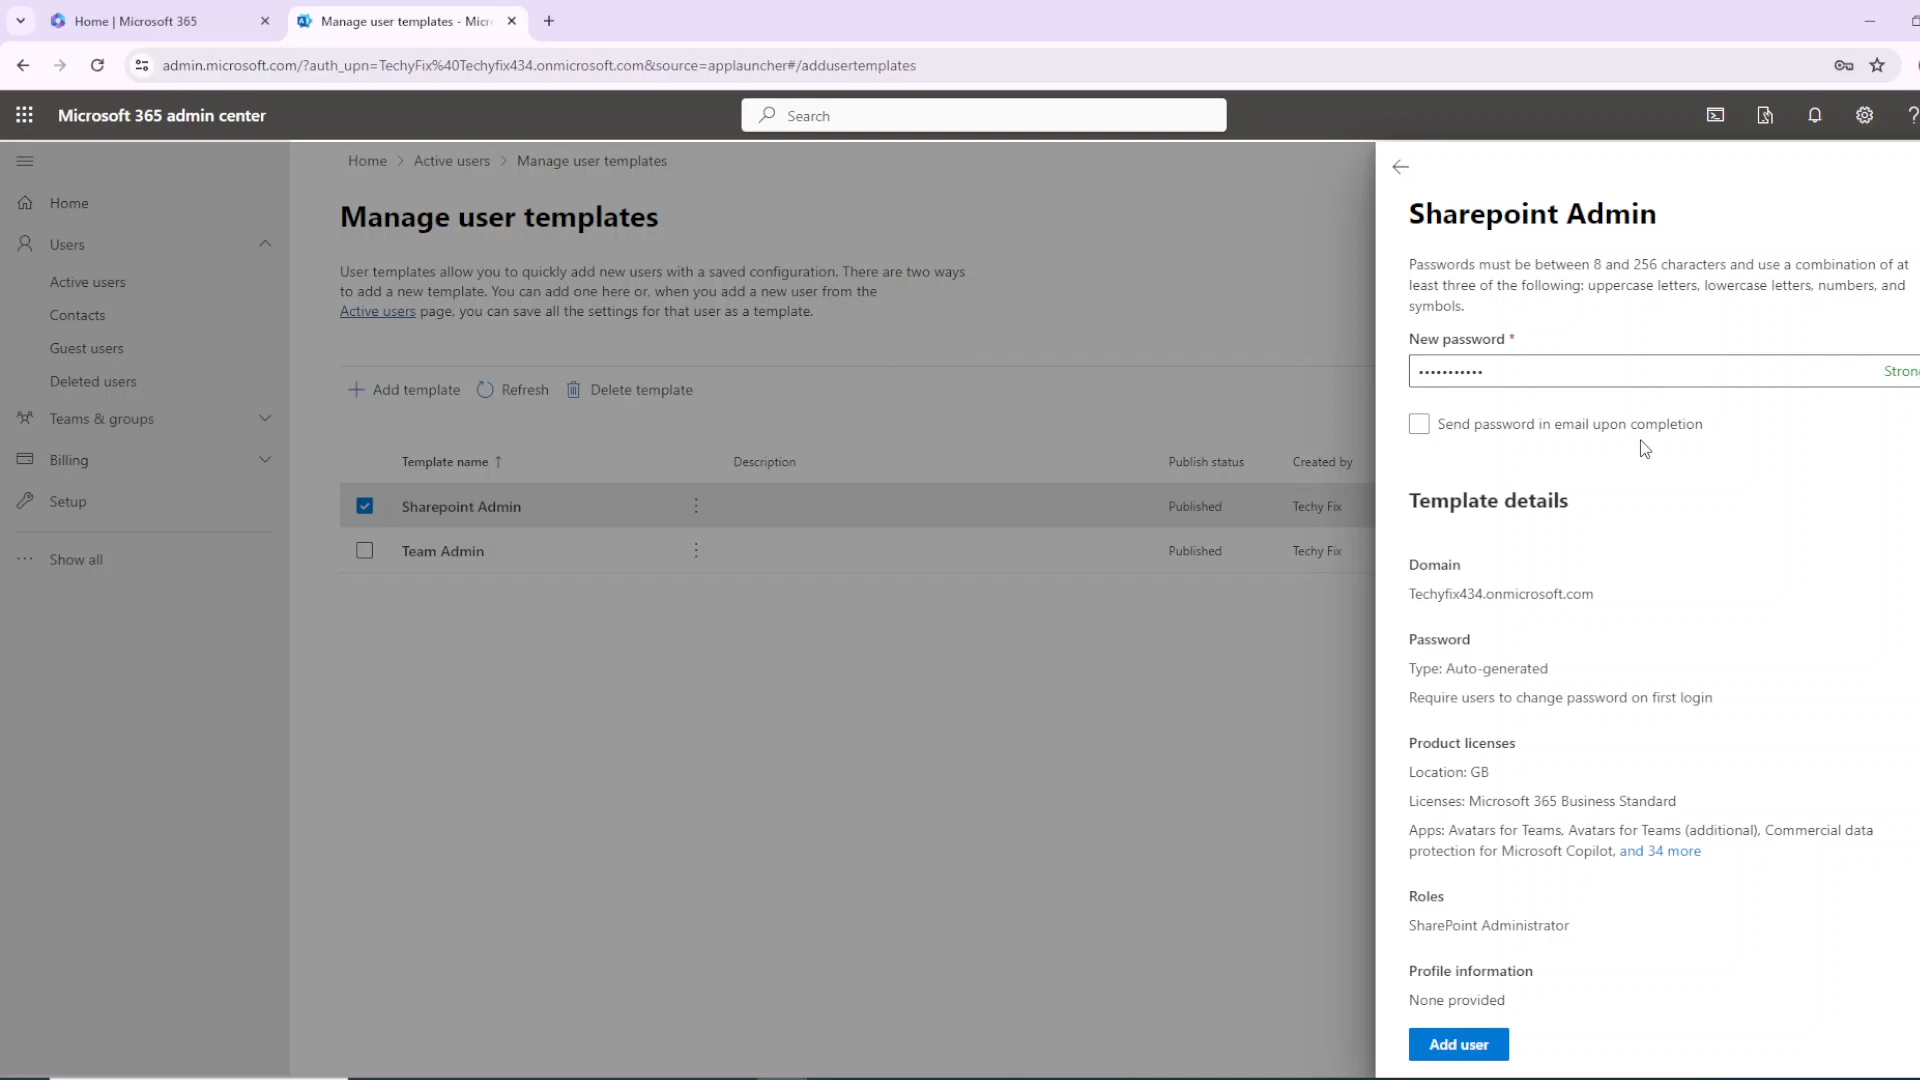 Home | Microsoft 365
Manage user templates - Micr
admin.microsoft.com/?auth_upn=TechyFix%40Techyfix434.onmicrosoft.com&source=applauncher#/addusertemplates
Microsoft 365 admin center
Search
Home
Users
Active users
Contacts
Guest users
Deleted users
Teams & groups
Billing
Setup
Show all
Home > Active users > Manage user templates
Manage user templates
User templates allow you to quickly add new users with a saved configuration. There are two ways
to add a new template. You can add one here or, when you add a new user from the
Active users page, you can save all the settings for that user as a template.
Add template Refresh Delete template
Template name ↑ Description Publish status Created by
Sharepoint Admin Published Techy Fix
Team Admin Published Techy Fix
Sharepoint Admin
Passwords must be between 8 and 256 characters and use a combination of at
least three of the following: uppercase letters, lowercase letters, numbers, and
symbols.
New password *
••••••••••• Strong
Send password in email upon completion
Template details
Domain
Techyfix434.onmicrosoft.com
Password
Type: Auto-generated
Require users to change password on first login
Product licenses
Location: GB
Licenses: Microsoft 365 Business Standard
Apps: Avatars for Teams, Avatars for Teams (additional), Commercial data
protection for Microsoft Copilot, and 34 more
Roles
SharePoint Administrator
Profile information
None provided
Add user